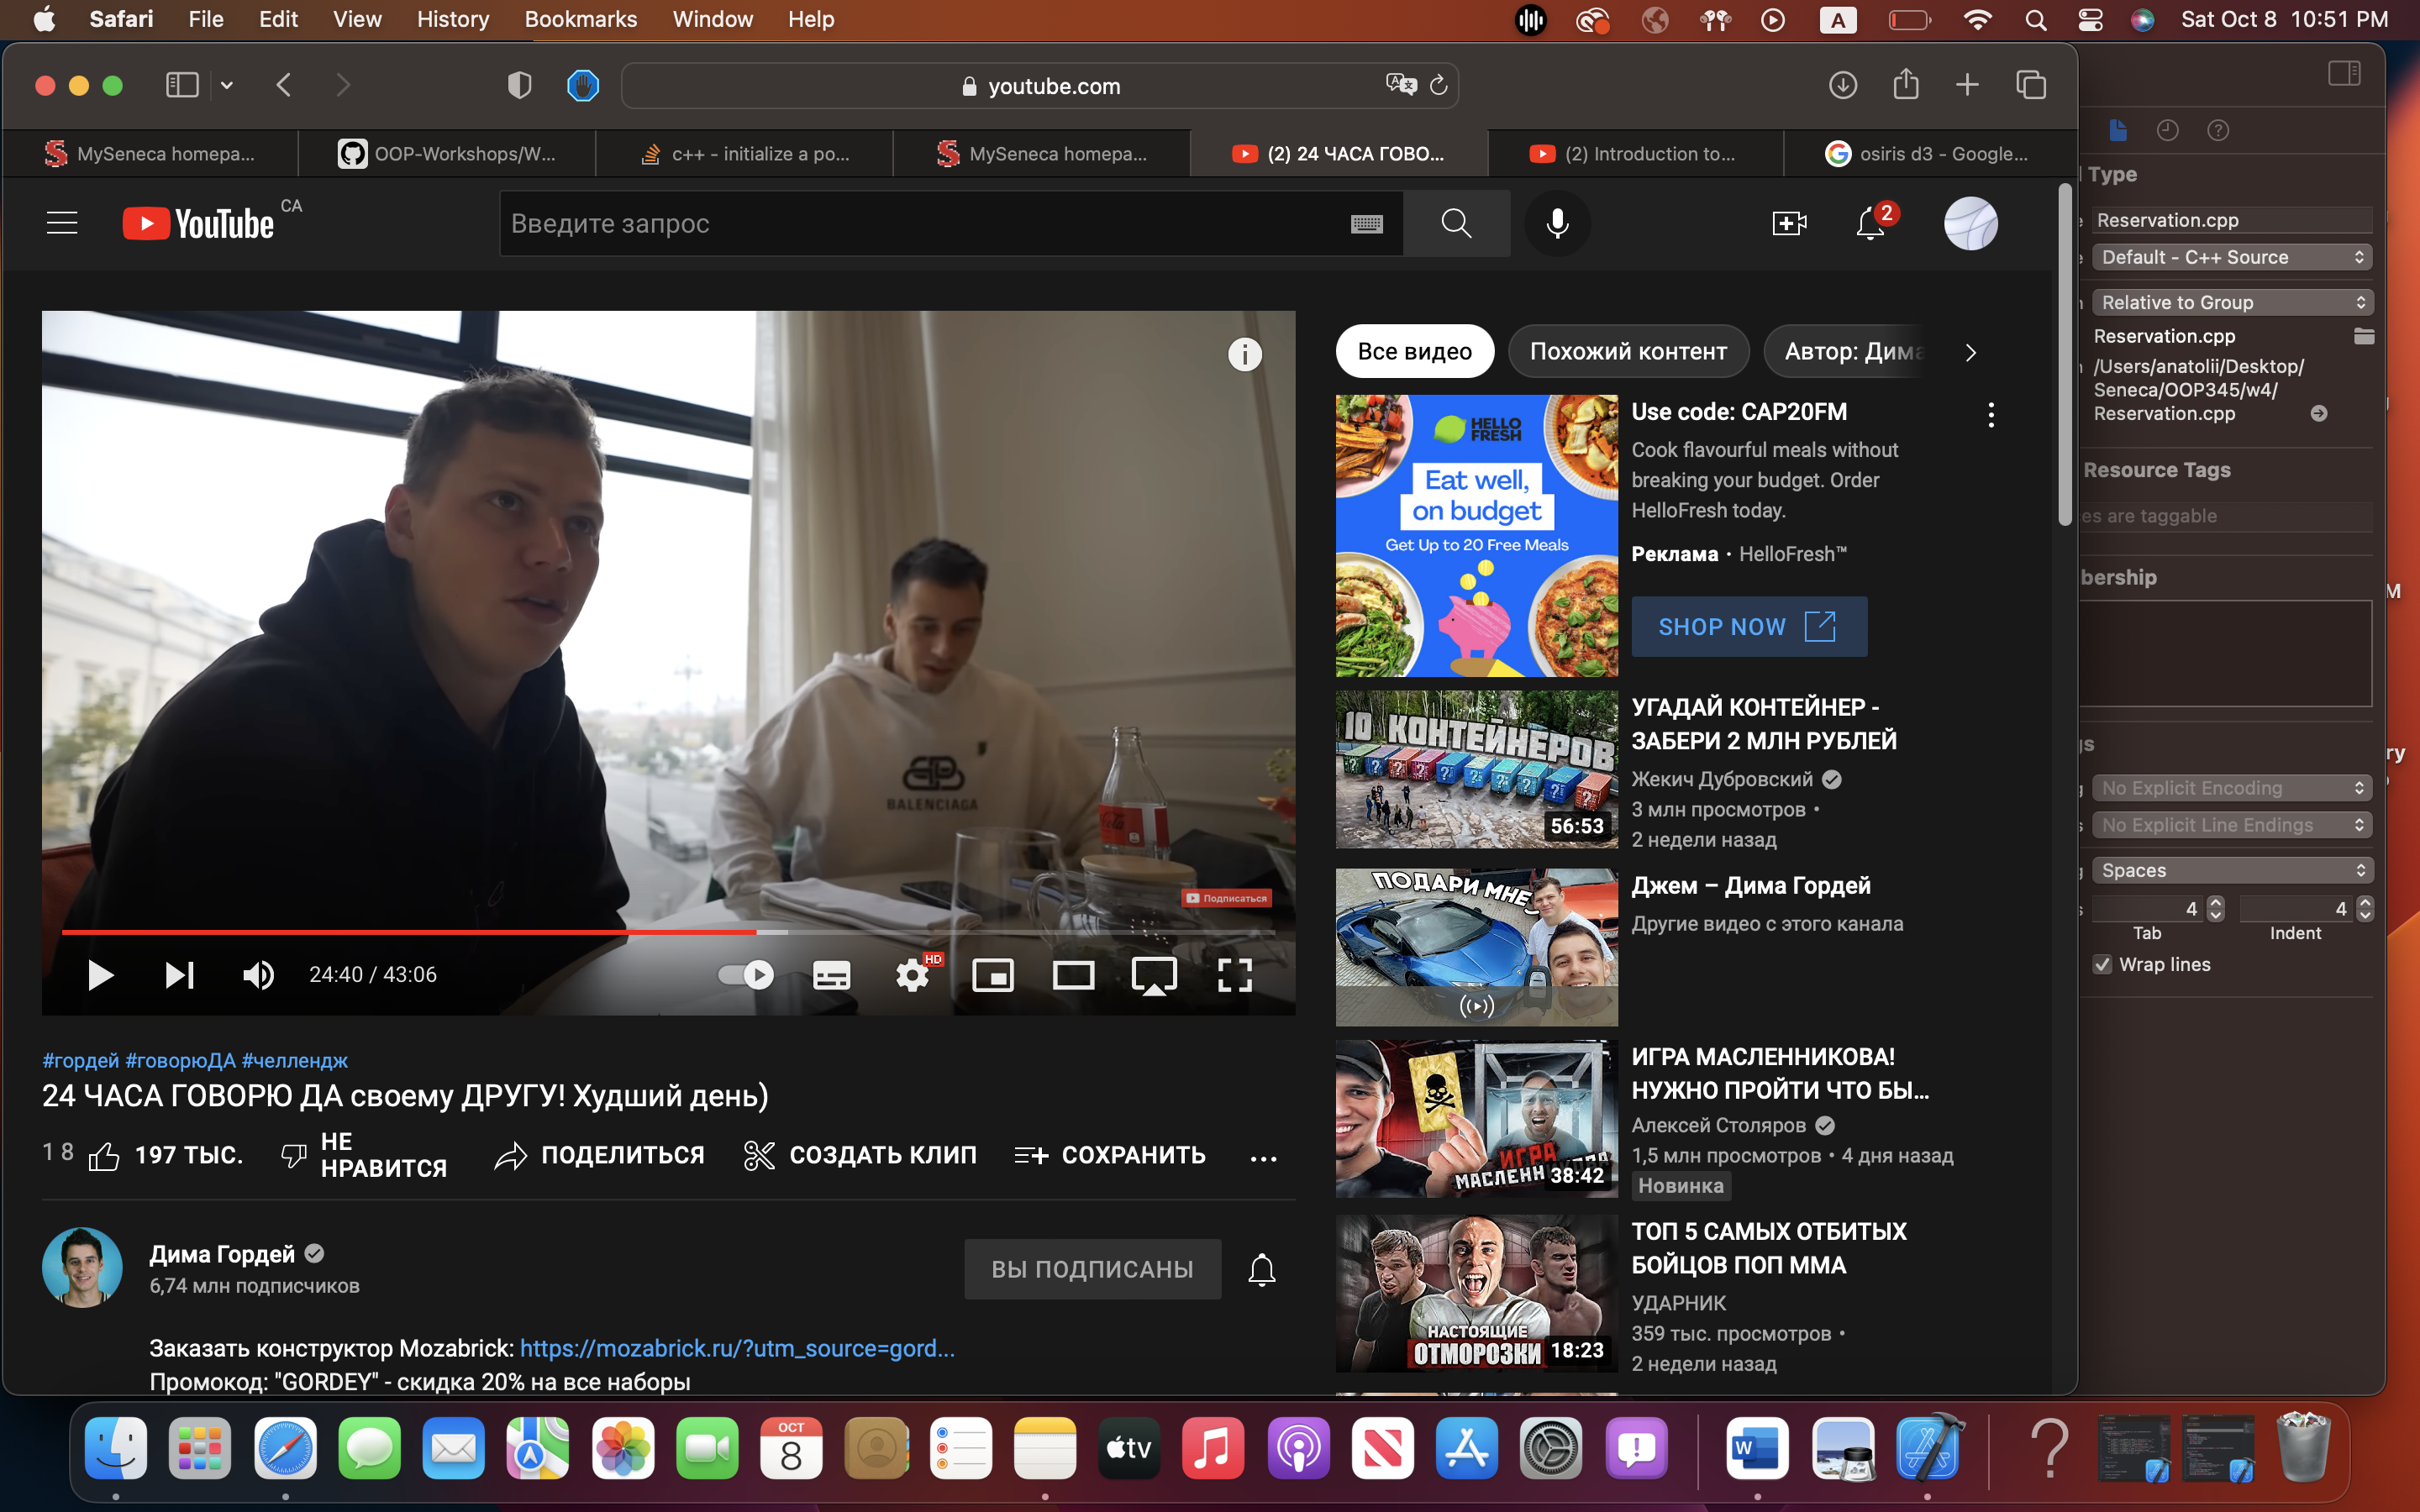 Safari File Edit View History Bookmarks Window Help
A
Sat Oct 8 10:51 PM
youtube.com
MySeneca homepa...
OOP-Workshops/W...
c++ - initialize a po...
MySeneca homepa...
(2) 24 ЧАСА ГОВО...
(2) Introduction to...
osiris d3 - Google...
YouTube CA
Введите запрос
2
BALENCIAGA
Подписаться
24:40 / 43:06
HD
#гордей #говорюДА #челлендж
24 ЧАСА ГОВОРЮ ДА своему ДРУГУ! Худший день)
1 8
197 ТЫС.
НЕ
НРАВИТСЯ
ПОДЕЛИТЬСЯ
СОЗДАТЬ КЛИП
СОХРАНИТЬ
...
Дима Гордей
6,74 млн подписчиков
ВЫ ПОДПИСАНЫ
Заказать конструктор Mozabrick: https://mozabrick.ru/?utm_source=gord...
Промокод: "GORDEY" - скидка 20% на все наборы
Все видео
Похожий контент
Автор: Дима
HELLO
FRESH
Eat well,
on budget
Get Up to 20 Free Meals
Use code: CAP20FM
Cook flavourful meals without
breaking your budget. Order
HelloFresh today.
Реклама • HelloFresh™
SHOP NOW
10 КОНТЕЙНЕРОВ
56:53
УГАДАЙ КОНТЕЙНЕР -
ЗАБЕРИ 2 МЛН РУБЛЕЙ
Жекич Дубровский
3 млн просмотров •
2 недели назад
ПОДАРИ МНЕ
Джем – Дима Гордей
Другие видео с этого канала
ИГРА
38:42
ИГРА МАСЛЕННИКОВА!
НУЖНО ПРОЙТИ ЧТО БЫ...
Алексей Столяров
1,5 млн просмотров • 4 дня назад
Новинка
НАСТОЯЩИЕ
ОТМОРОЗКИ
18:23
ТОП 5 САМЫХ ОТБИТЫХ
БОЙЦОВ ПОП ММА
УДАРНИК
359 тыс. просмотров •
2 недели назад
Type
Reservation.cpp
Default - C++ Source
Relative to Group
Reservation.cpp
/Users/anatolii/Desktop/
Seneca/OOP345/w4/
Reservation.cpp
Resource Tags
es are taggable
bership
M
gs
ry
No Explicit Encoding
No Explicit Line Endings
Spaces
4
4
Tab
Indent
Wrap lines
OCT
8
tv
W